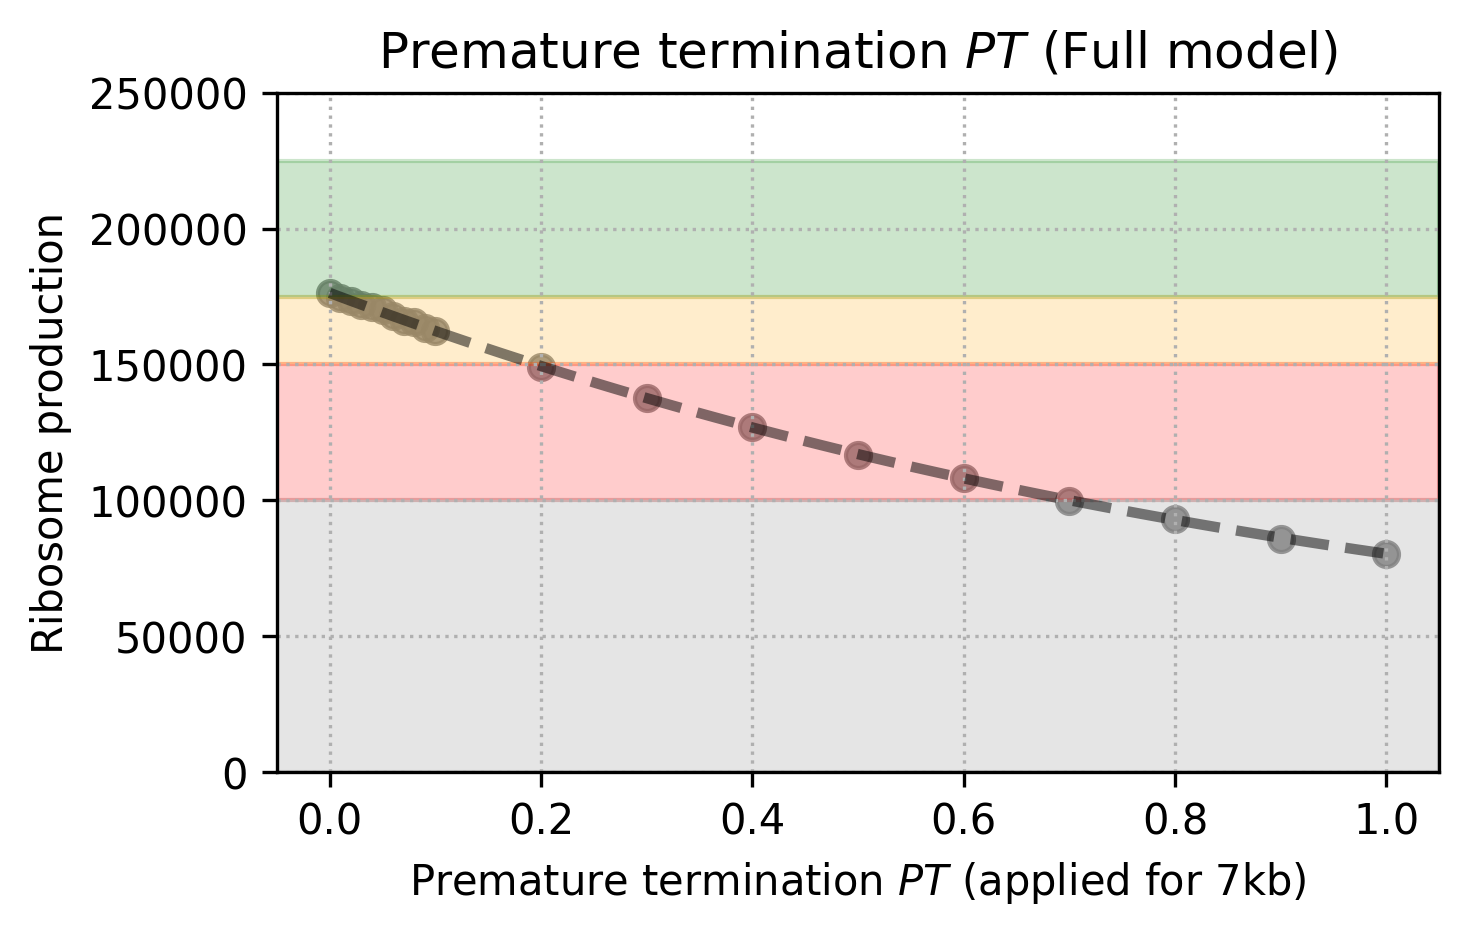 Premature termination PT (Full model)
250000
200000
150000
100000
50000
0
Ribosome production
0.0 0.2 0.4 0.6 0.8 1.0
Premature termination PT (applied for 7kb)